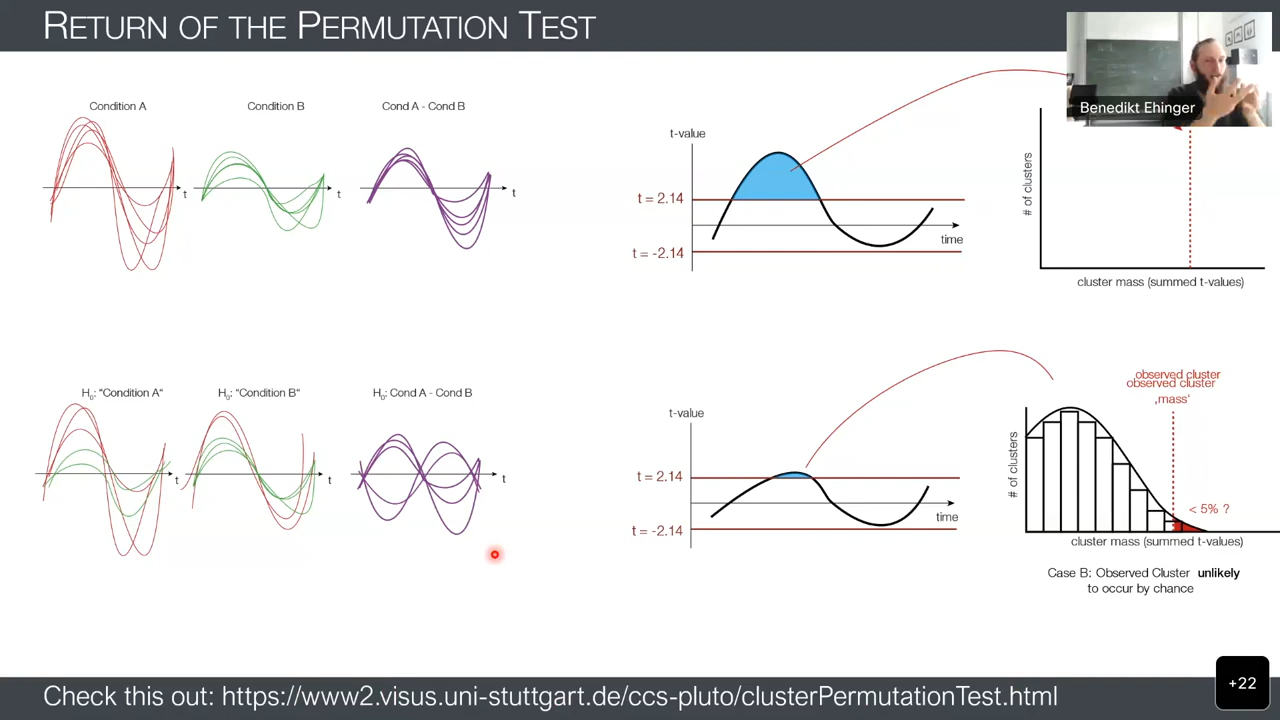 RETURN OF THE PERMUTATION TEST
Benedikt Ehinger
Condition A
Condition B
Cond A - Cond B
t
t
t
t-value
t = 2.14
t = -2.14
time
# of clusters
cluster mass (summed t-values)
H0: "Condition A"
H0: "Condition B"
H0: Cond A - Cond B
t
t
t
t-value
t = 2.14
t = -2.14
time
observed cluster
observed cluster
‚mass‘
# of clusters
< 5% ?
cluster mass (summed t-values)
Case B: Observed Cluster unlikely
to occur by chance
Check this out: https://www2.visus.uni-stuttgart.de/ccs-pluto/clusterPermutationTest.html
+22